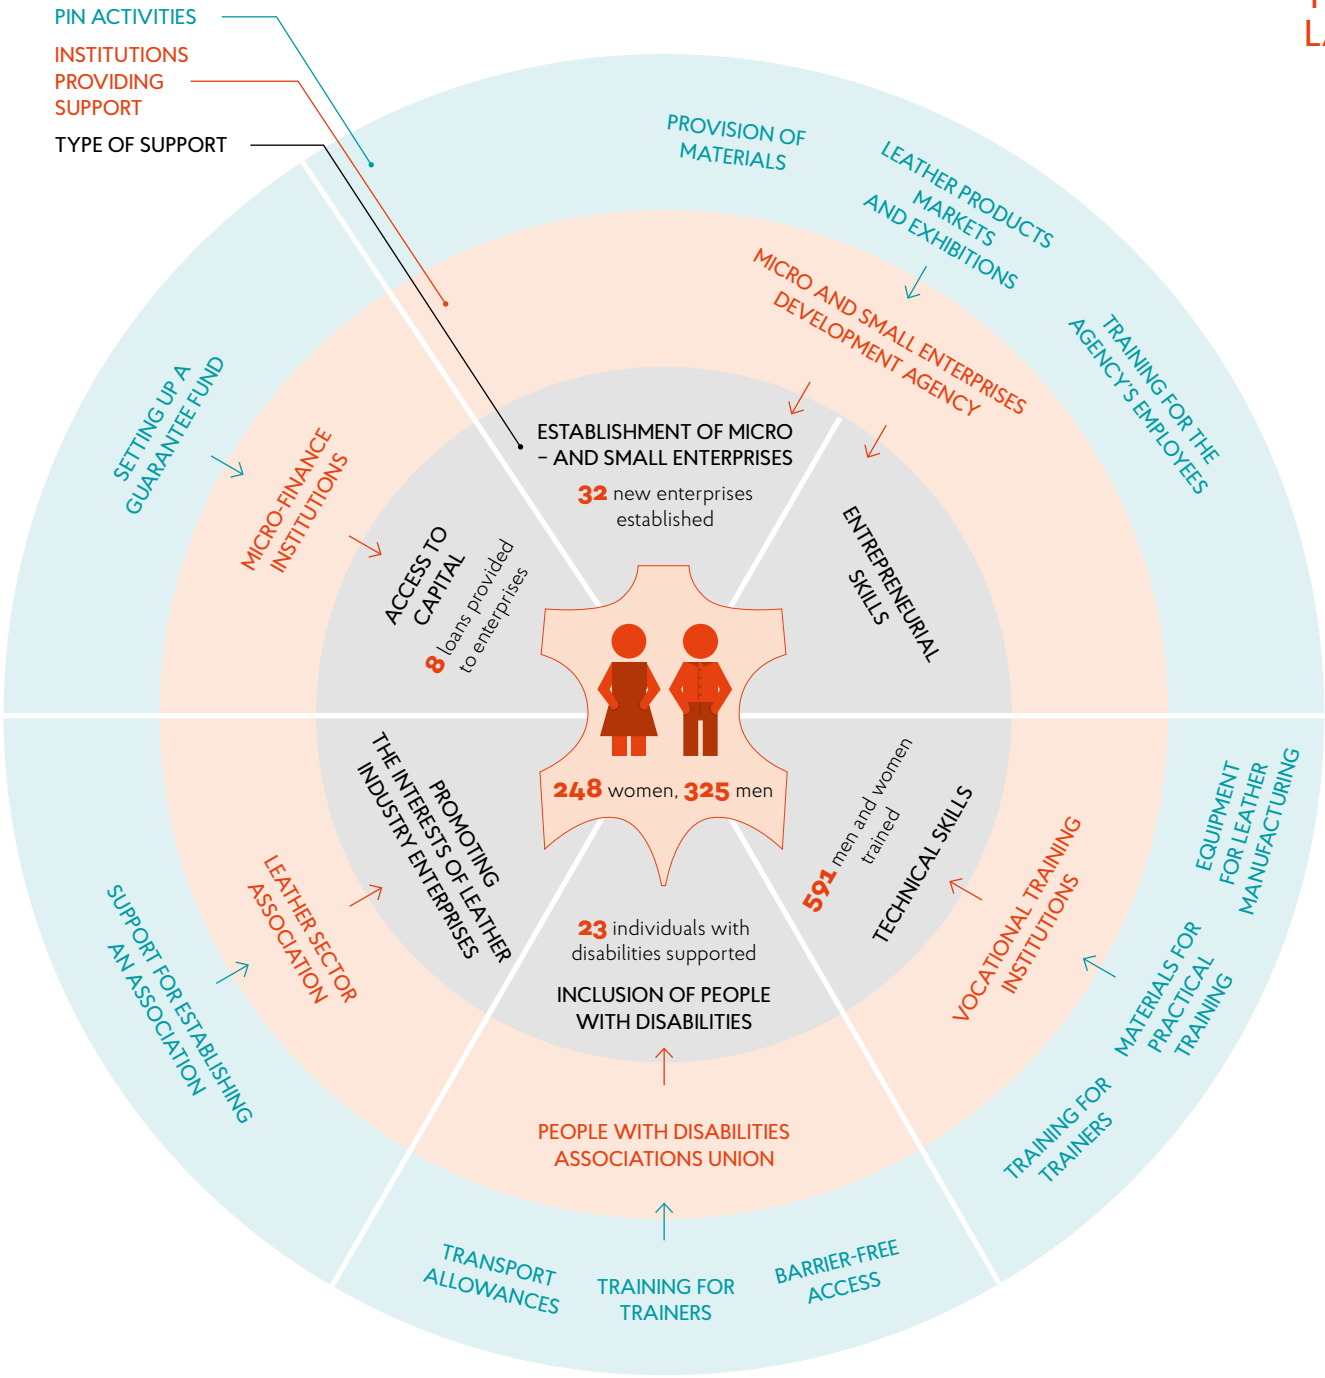 PIN ACTIVITIES
INSTITUTIONS
PROVIDING
SUPPORT
TYPE OF SUPPORT
PROVISION OF
MATERIALS
LEATHER PRODUCTS
MARKETS
AND EXHIBITIONS
TRAINING FOR THE
AGENCY'S EMPLOYEES
MICRO AND SMALL ENTERPRISES
DEVELOPMENT AGENCY
SETTING UP A
GUARANTEE FUND
MICRO-FINANCE
INSTITUTIONS
ACCESS TO
CAPITAL
8 loans provided
to enterprises
ESTABLISHMENT OF MICRO
– AND SMALL ENTERPRISES
32 new enterprises
established
ENTREPRENEURIAL
SKILLS
248 women, 325 men
PROMOTING
THE INTERESTS OF LEATHER
INDUSTRY ENTERPRISES
LEATHER SECTOR
ASSOCIATION
SUPPORT FOR ESTABLISHING
AN ASSOCIATION
591 men and women
trained
TECHNICAL SKILLS
VOCATIONAL TRAINING
INSTITUTIONS
EQUIPMENT
FOR LEATHER
MANUFACTURING
MATERIALS FOR
PRACTICAL
TRAINING
TRAINING FOR
TRAINERS
23 individuals with
disabilities supported
INCLUSION OF PEOPLE
WITH DISABILITIES
PEOPLE WITH DISABILITIES
ASSOCIATIONS UNION
TRANSPORT
ALLOWANCES
TRAINING FOR
TRAINERS
BARRIER-FREE
ACCESS